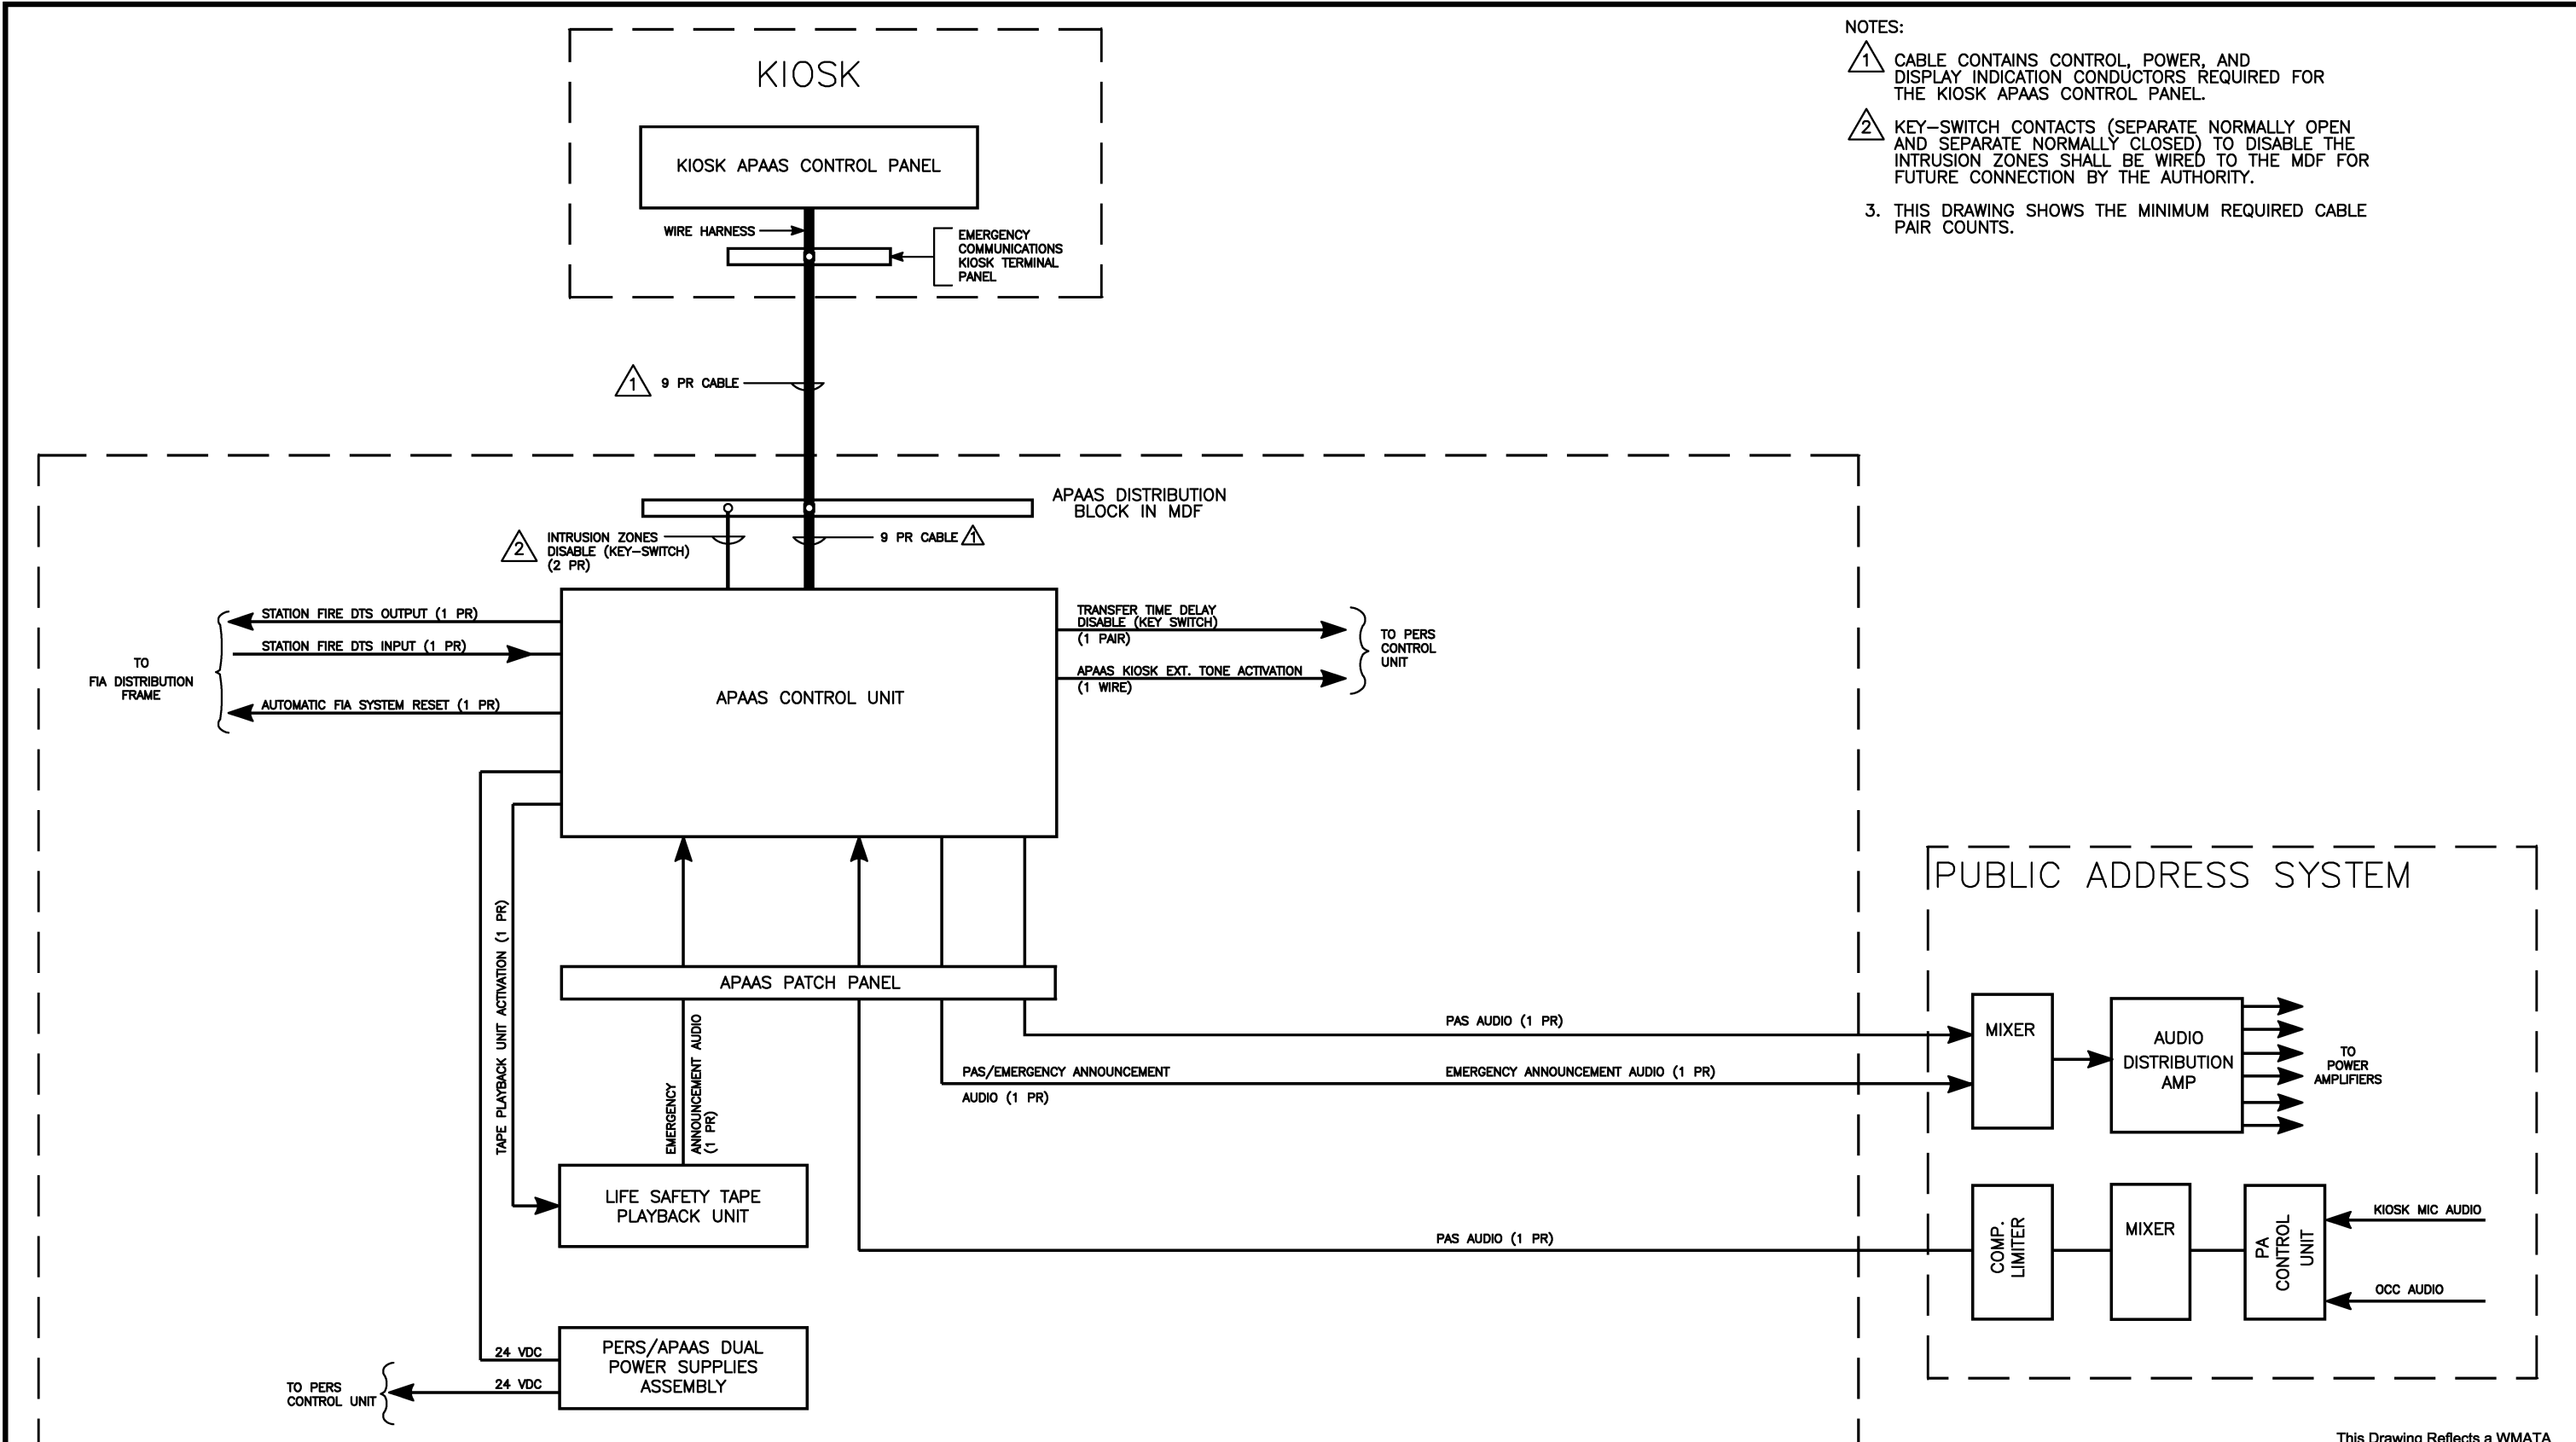 NOTES:
1 CABLE CONTAINS CONTROL, POWER, AND
DISPLAY INDICATION CONDUCTORS REQUIRED FOR
THE KIOSK APAAS CONTROL PANEL.
2 KEY-SWITCH CONTACTS (SEPARATE NORMALLY OPEN
AND SEPARATE NORMALLY CLOSED) TO DISABLE THE
INTRUSION ZONES SHALL BE WIRED TO THE MDF FOR
FUTURE CONNECTION BY THE AUTHORITY.
3. THIS DRAWING SHOWS THE MINIMUM REQUIRED CABLE
PAIR COUNTS.
KIOSK
KIOSK APAAS CONTROL PANEL
WIRE HARNESS
EMERGENCY
COMMUNICATIONS
KIOSK TERMINAL
PANEL
1 9 PR CABLE
APAAS DISTRIBUTION
BLOCK IN MDF
2 INTRUSION ZONES
DISABLE (KEY-SWITCH)
(2 PR)
9 PR CABLE 1
STATION FIRE DTS OUTPUT (1 PR)
STATION FIRE DTS INPUT (1 PR)
AUTOMATIC FIA SYSTEM RESET (1 PR)
TO
FIA DISTRIBUTION
FRAME
APAAS CONTROL UNIT
TRANSFER TIME DELAY
DISABLE (KEY SWITCH)
(1 PAIR)
APAAS KIOSK EXT. TONE ACTIVATION
(1 WIRE)
TO PERS
CONTROL
UNIT
TAPE PLAYBACK UNIT ACTIVATION (1 PR)
APAAS PATCH PANEL
EMERGENCY
ANNOUNCEMENT AUDIO
(1 PR)
PAS AUDIO (1 PR)
PAS/EMERGENCY ANNOUNCEMENT
AUDIO (1 PR)
EMERGENCY ANNOUNCEMENT AUDIO (1 PR)
LIFE SAFETY TAPE
PLAYBACK UNIT
PAS AUDIO (1 PR)
PERS/APAAS DUAL
POWER SUPPLIES
ASSEMBLY
24 VDC
24 VDC
TO PERS
CONTROL UNIT
PUBLIC ADDRESS SYSTEM
MIXER
AUDIO
DISTRIBUTION
AMP
TO
POWER
AMPLIFIERS
COMP.
LIMITER
MIXER
PA
CONTROL
UNIT
KIOSK MIC AUDIO
OCC AUDIO
This Drawing Reflects a WMATA